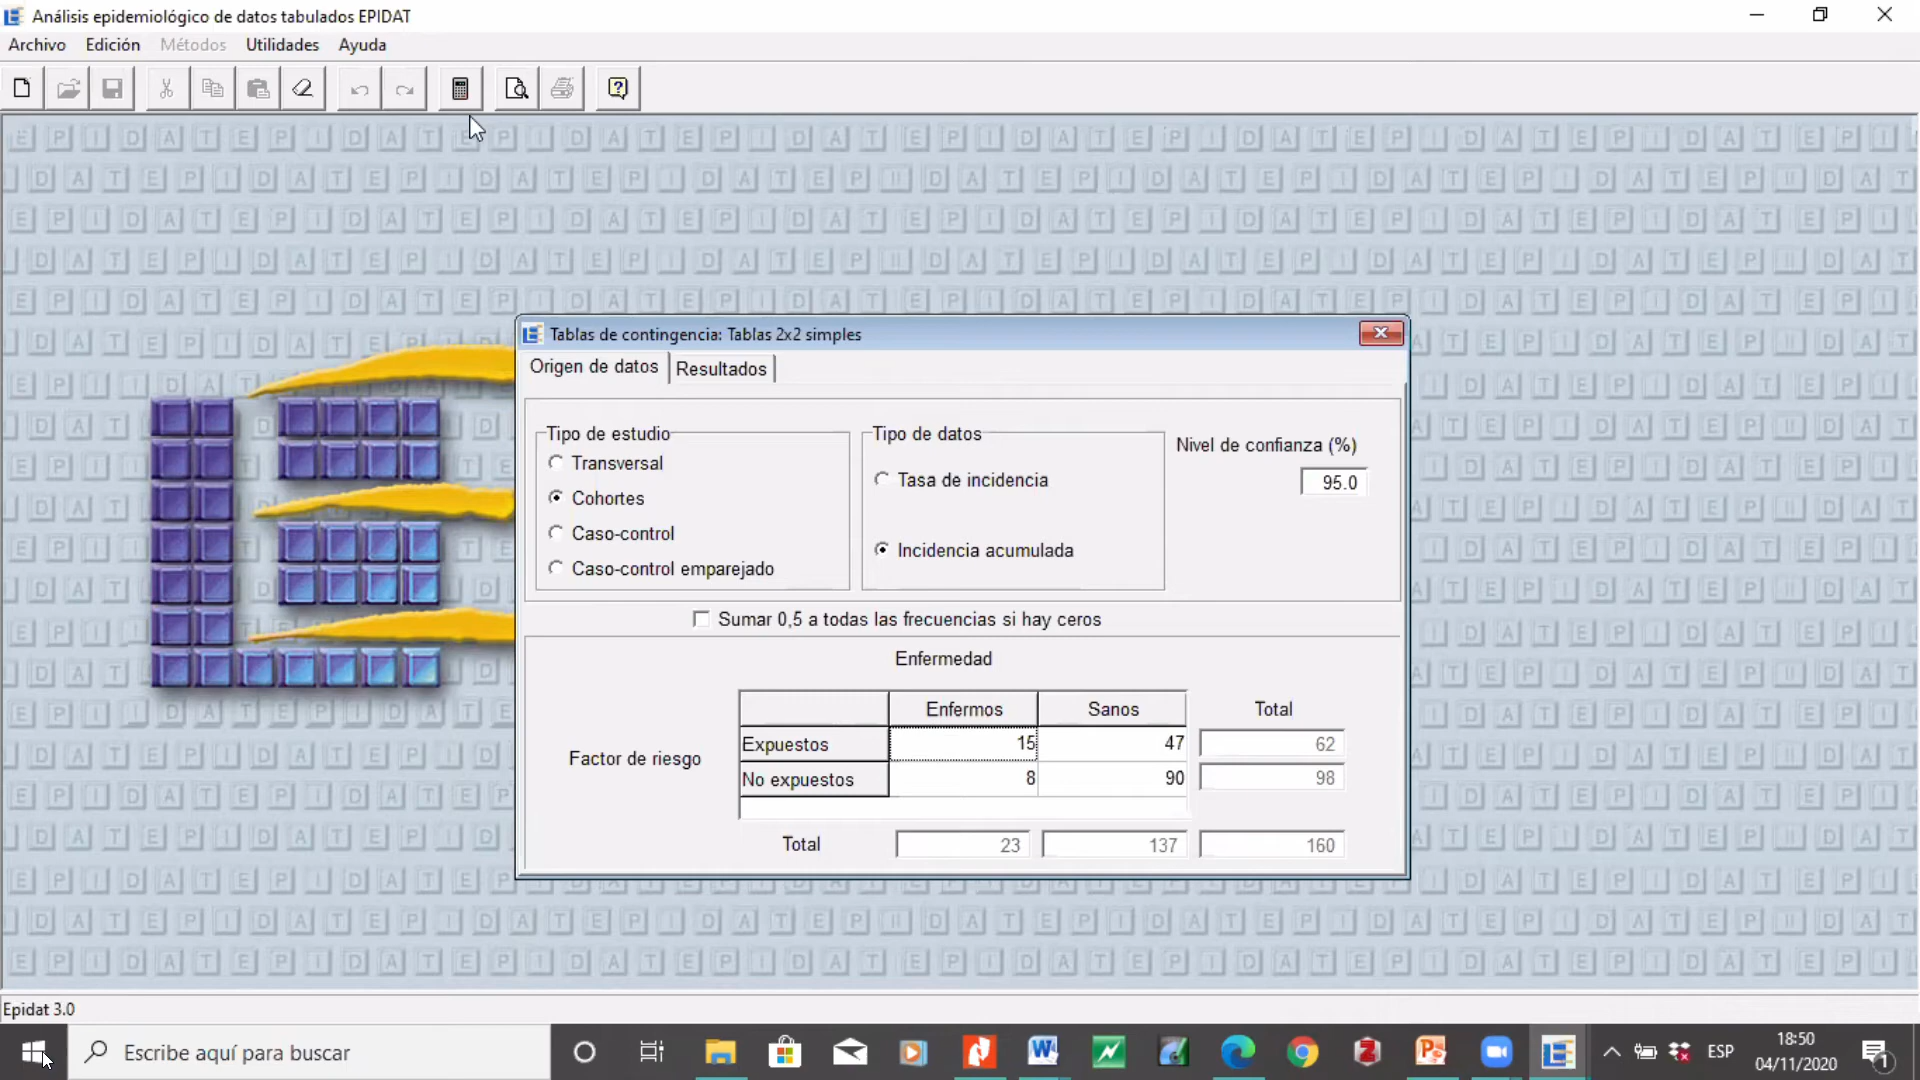 Análisis epidemiológico de datos tabulados EPIDAT
Archivo Edición Métodos Utilidades Ayuda
Tablas de contingencia: Tablas 2x2 simples
Origen de datos Resultados
Tipo de estudio Tipo de datos Nivel de confianza (%)
Transversal
Tasa de incidencia 95.0
Cohortes
Caso-control
Incidencia acumulada
Caso-control emparejado
Sumar 0,5 a todas las frecuencias si hay ceros
Enfermedad
Enfermos Sanos Total
Expuestos 15 47 62
Factor de riesgo
No expuestos 8 90 98
Total 23 137 160
Epidat 3.0
Escribe aquí para buscar
ESP
18:50
04/11/2020
1